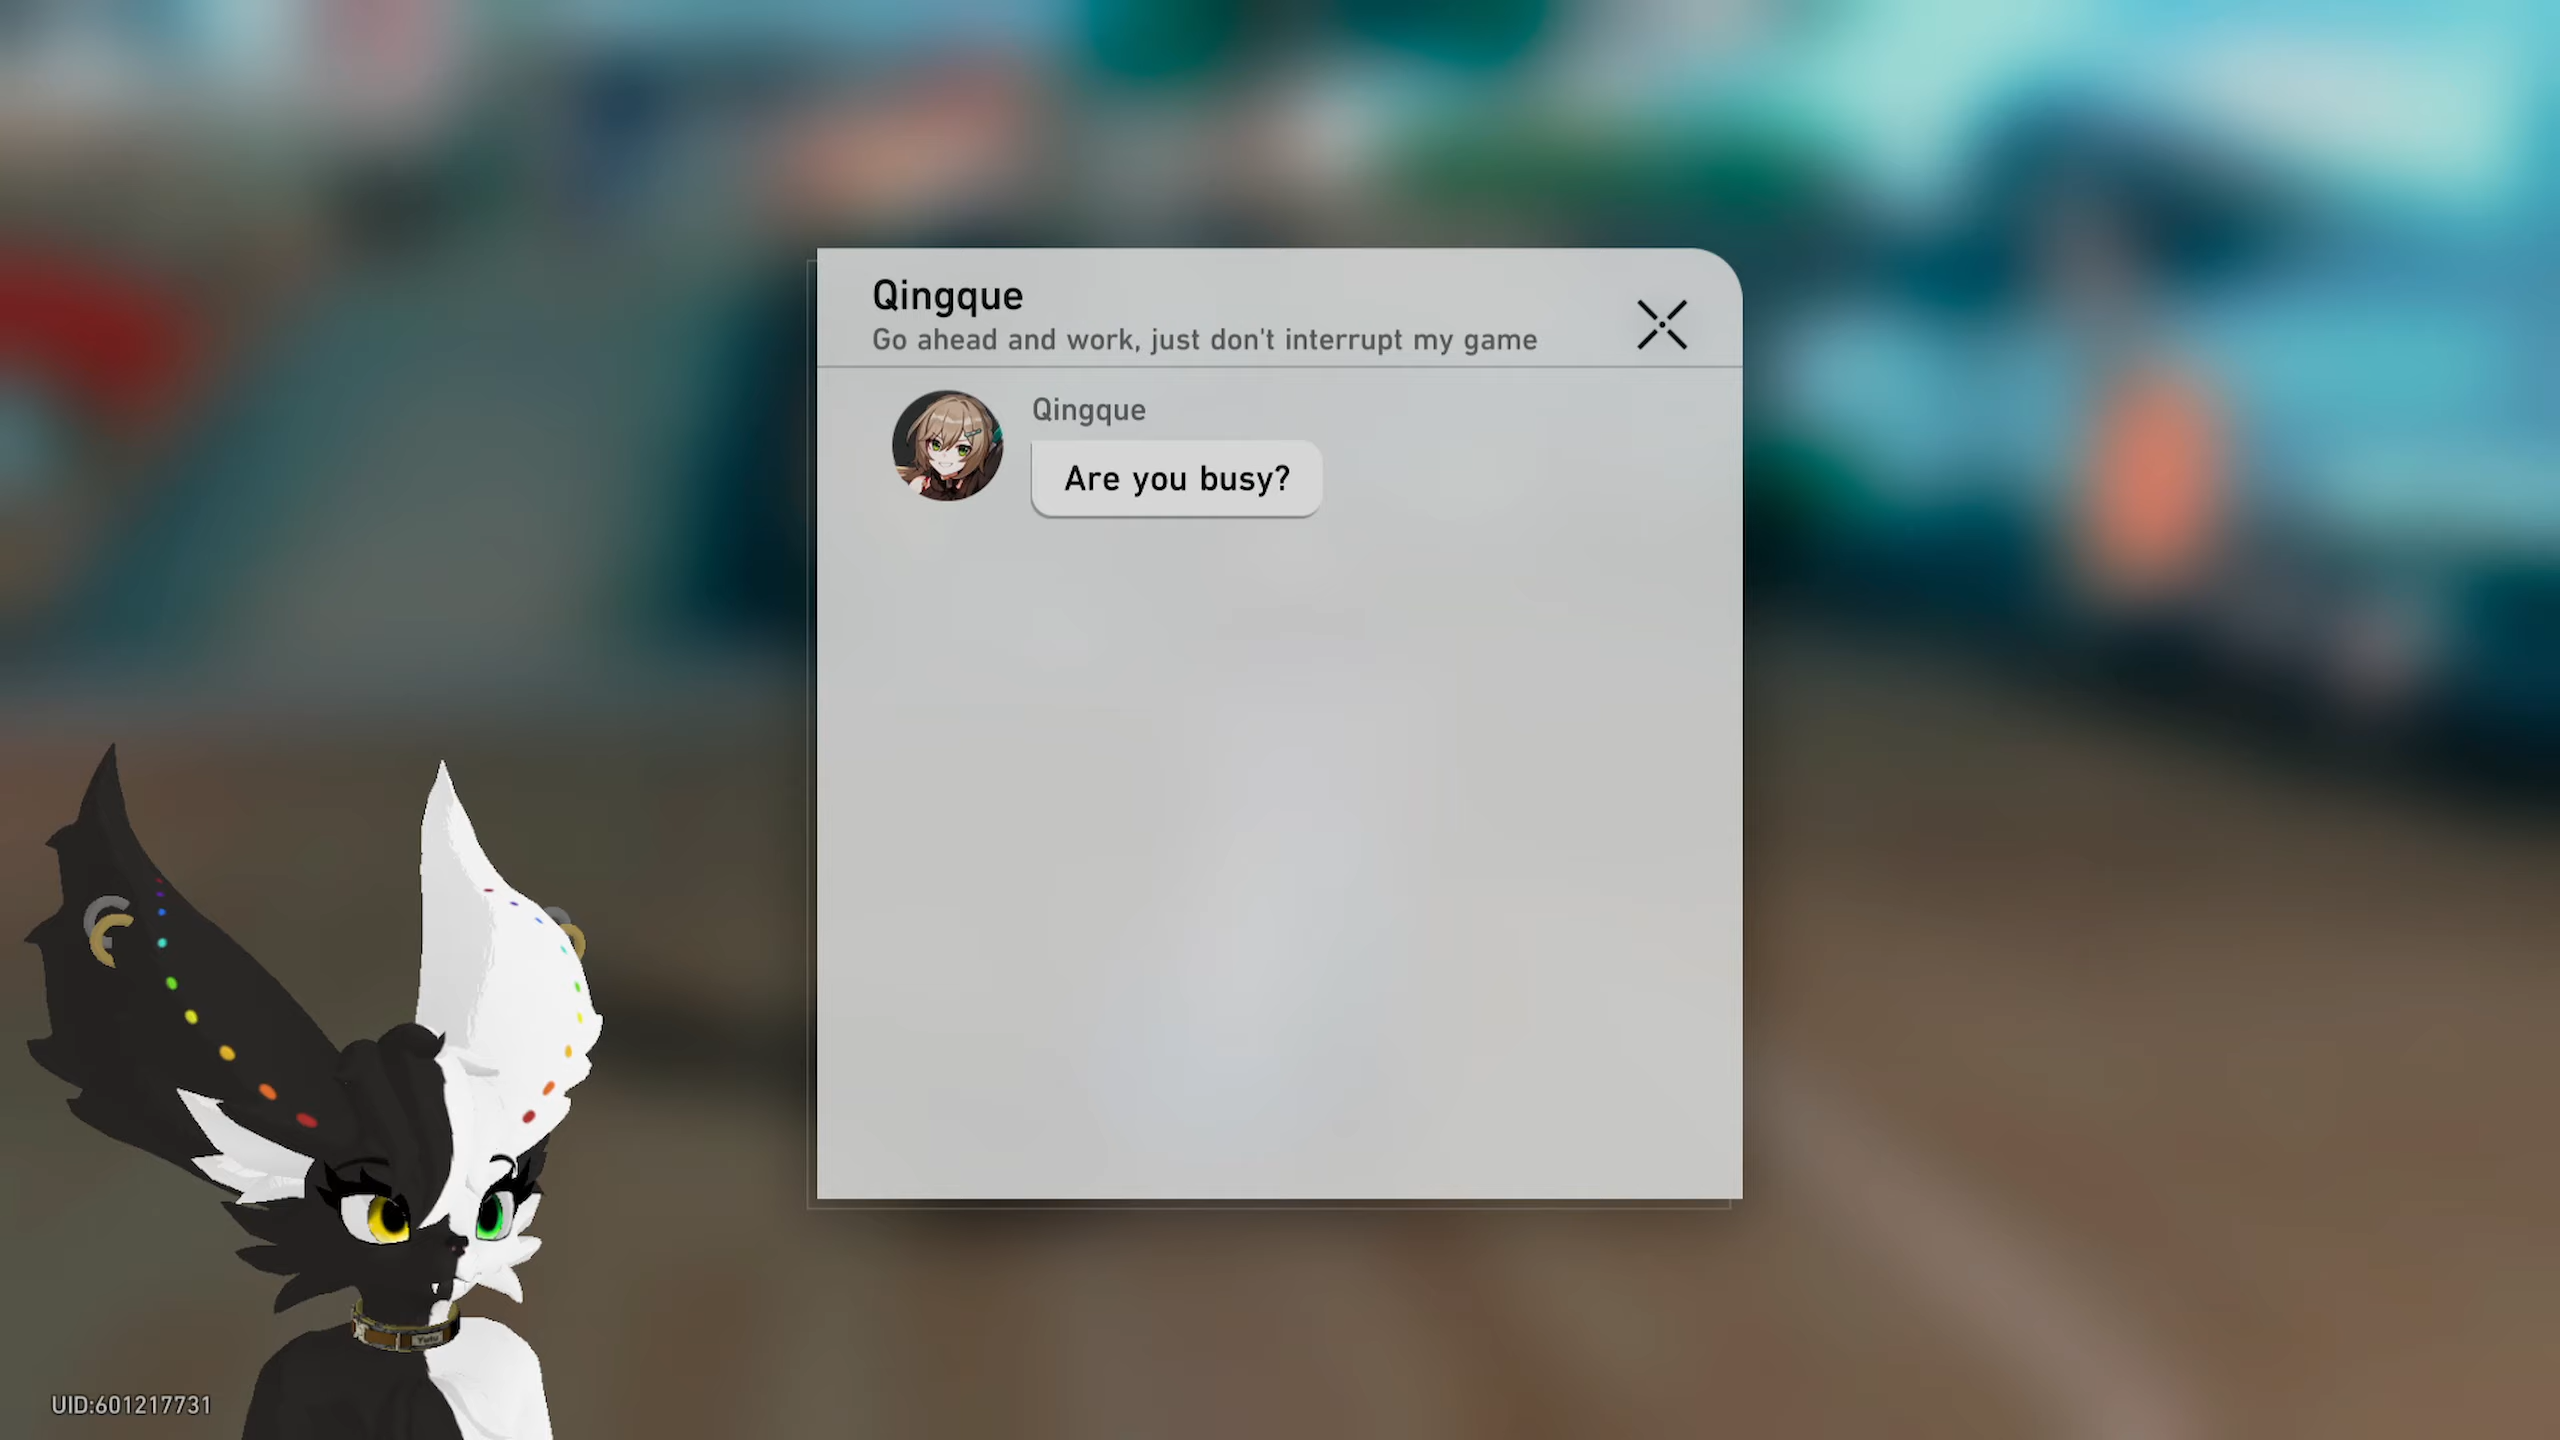 Qingque
Go ahead and work, just don't interrupt my game
Qingque
Are you busy?
UID:601217731